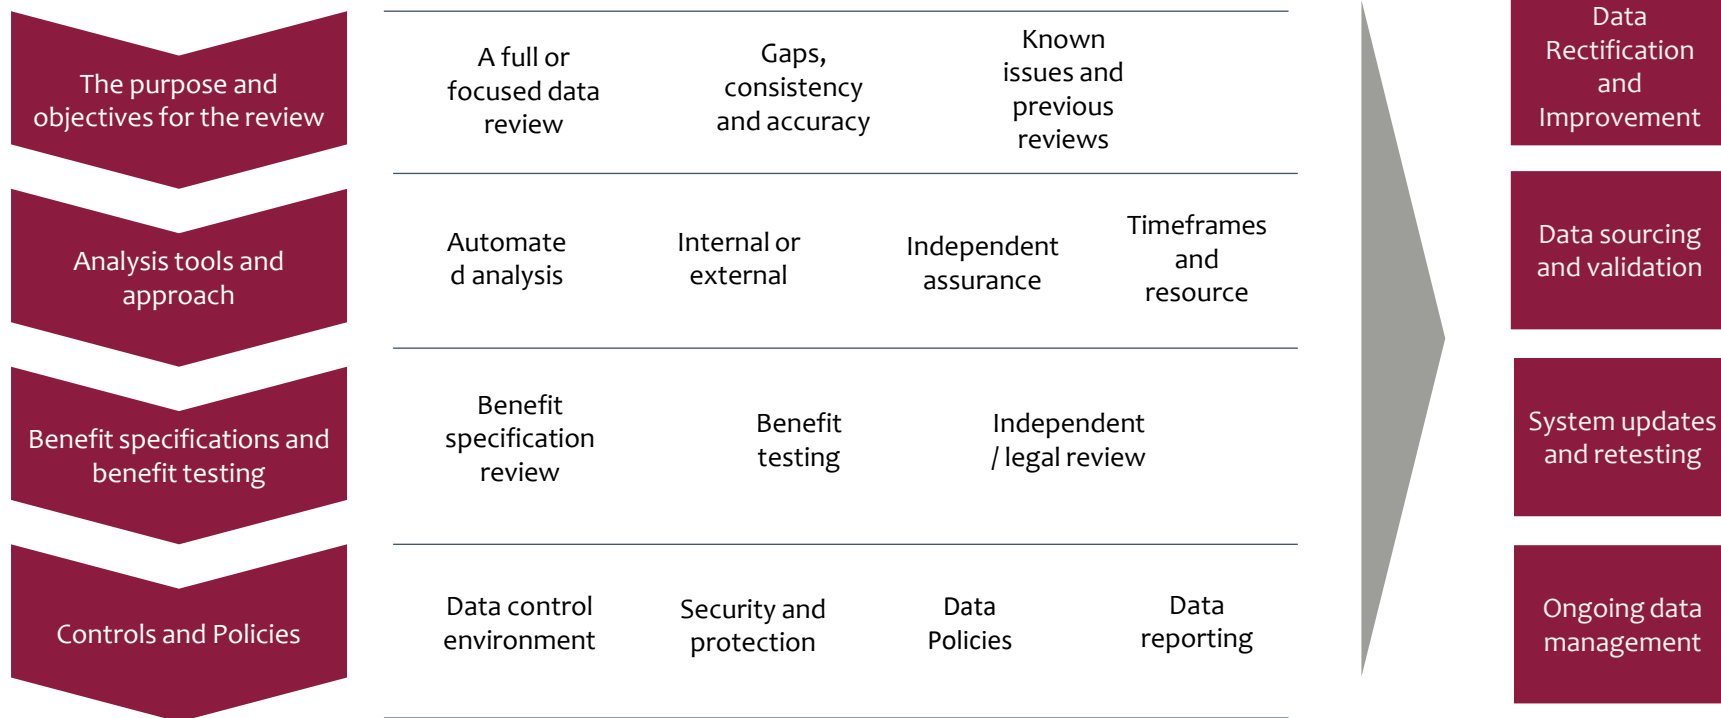 The purpose and
objectives for the review
A full or
focused data
review
Gaps,
consistency
and accuracy
Known
issues and
previous
reviews
Data
Rectification
and
Improvement
Analysis tools and
approach
Automate
d analysis
Internal or
external
Independent
assurance
Timeframes
and
resource
Data sourcing
and validation
Benefit specifications and
benefit testing
Benefit
specification
review
Benefit
testing
Independent
/ legal review
System updates
and retesting
Controls and Policies
Data control
environment
Security and
protection
Data
Policies
Data
reporting
Ongoing data
management